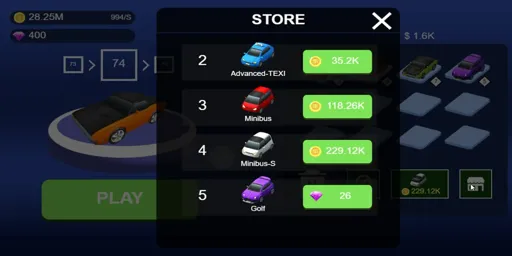 28.25M 994/S
400
STORE
$ 1.6K
73 > 74 >
2 Advanced-TEXI 35.2K
3 Minibus 118.26K
4 Minibus-S 229.12K
5 Golf 26
PLAY
229.12K